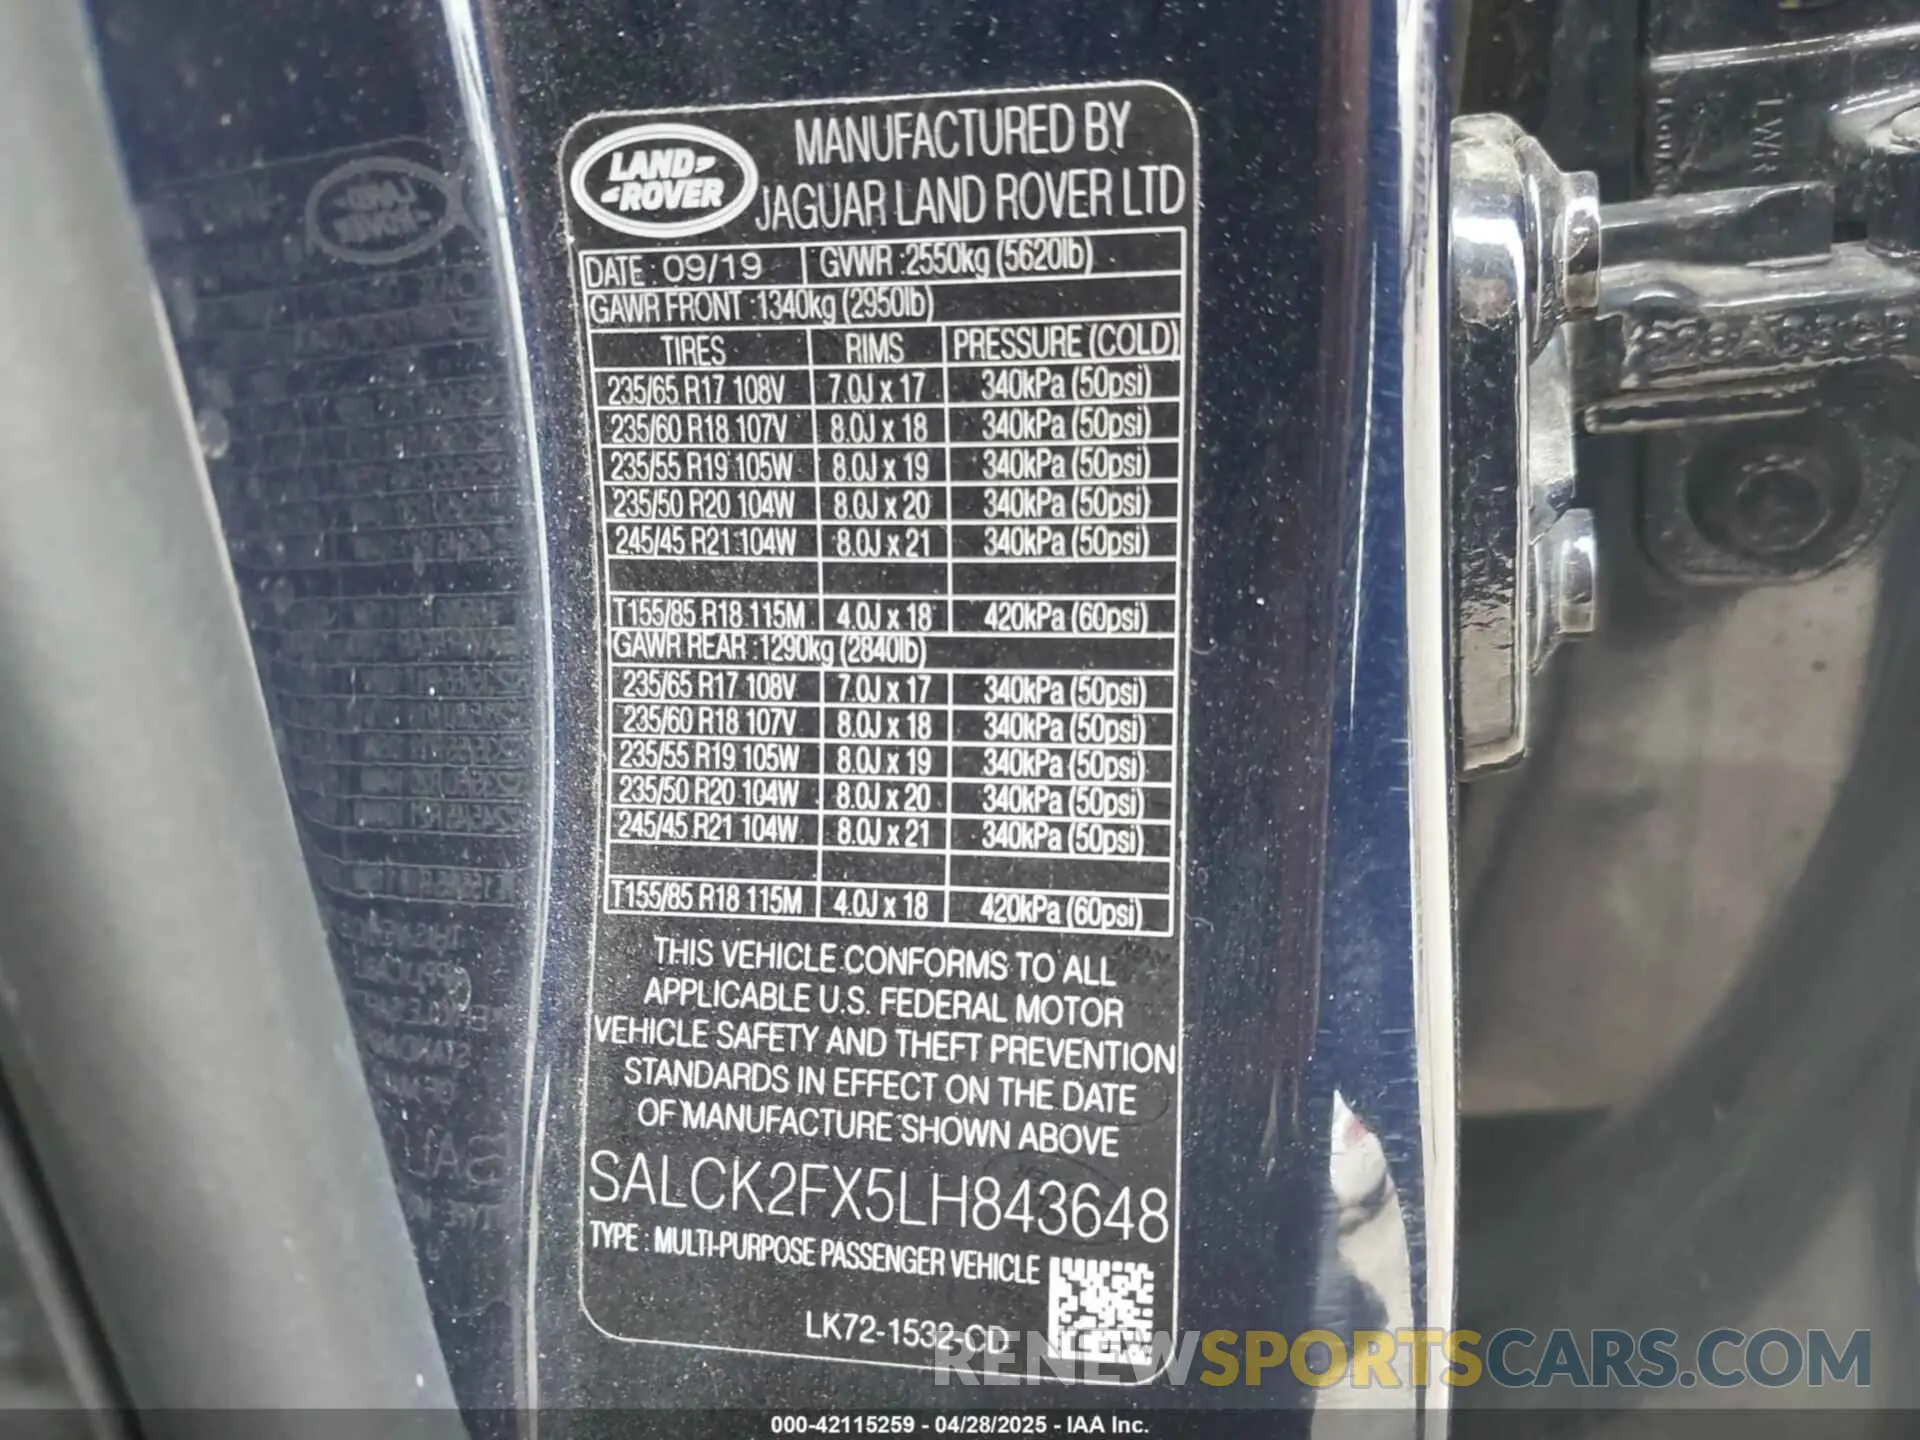 LAND-
-ROVER
MANUFACTURED BY
JAGUAR LAND ROVER LTD
DATE : 09/19 GVWR :2550kg (5620lb)
GAWR FRONT :1340kg (2950lb)
TIRES RIMS PRESSURE (COLD)
235/65 R17 108V 7.0J x 17 340kPa (50psi)
235/60 R18 107V 8.0J x 18 340kPa (50psi)
235/55 R19 105W 8.0J x 19 340kPa (50psi)
235/50 R20 104W 8.0J x 20 340kPa (50psi)
245/45 R21 104W 8.0J x 21 340kPa (50psi)
T155/85 R18 115M 4.0J x 18 420kPa (60psi)
GAWR REAR :1290kg (2840lb)
235/65 R17 108V 7.0J x 17 340kPa (50psi)
235/60 R18 107V 8.0J x 18 340kPa (50psi)
235/55 R19 105W 8.0J x 19 340kPa (50psi)
235/50 R20 104W 8.0J x 20 340kPa (50psi)
245/45 R21 104W 8.0J x 21 340kPa (50psi)
T155/85 R18 115M 4.0J x 18 420kPa (60psi)
THIS VEHICLE CONFORMS TO ALL
APPLICABLE U.S. FEDERAL MOTOR
VEHICLE SAFETY AND THEFT PREVENTION
STANDARDS IN EFFECT ON THE DATE
OF MANUFACTURE SHOWN ABOVE
SALCK2FX5LH843648
TYPE : MULTI-PURPOSE PASSENGER VEHICLE
LK72-1532-CD
LWR
RENEWSPORTSCARS.COM
000-42115259 - 04/28/2025 - IAA Inc.